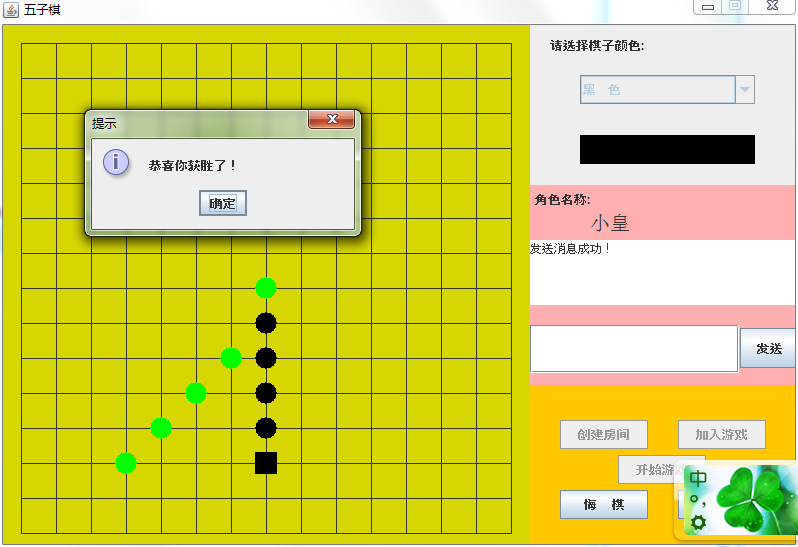 五子棋
请选择棋子颜色:
黑 色
提示
恭喜你获胜了！
确定
角色名称:
小皇
发送消息成功！
发送
创建房间
加入游戏
开始游戏
中
悔 棋